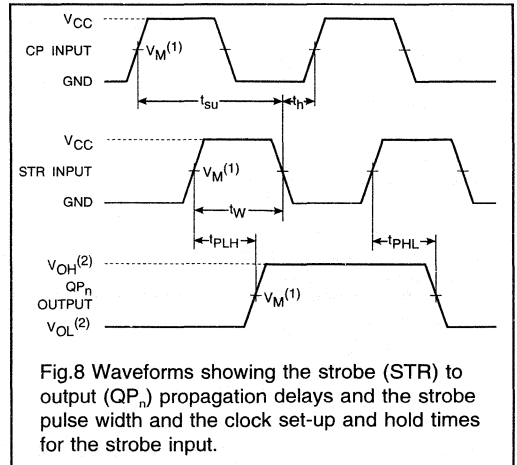 VCC
CP INPUT
VM(1)
GND
tsu
th
VCC
STR INPUT
VM(1)
GND
tW
tPLH
tPHL
VOH(2)
QPn
OUTPUT
VM(1)
VOL(2)
Fig.8 Waveforms showing the strobe (STR) to
output (QPn) propagation delays and the strobe
pulse width and the clock set-up and hold times
for the strobe input.